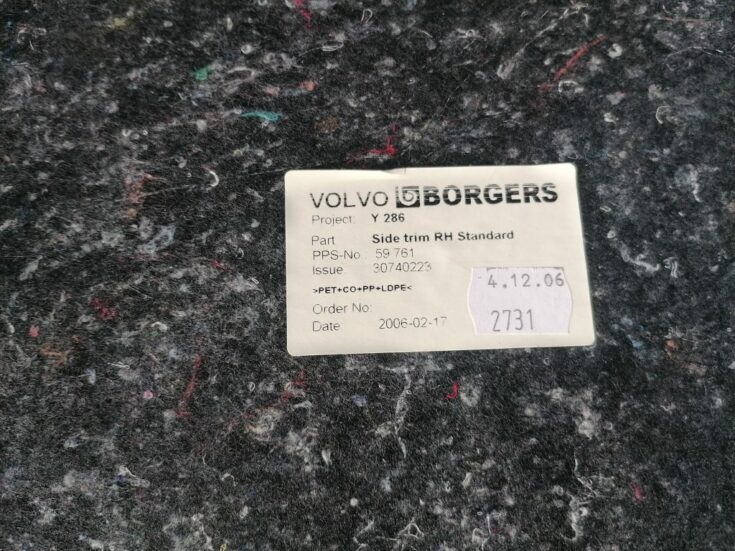 VOLVO BORGERS
Project: Y 286
Part Side trim RH Standard
PPS-No.: 59 761
Issue 30740223
>PET+CO+PP+LDPE<
Order No:
Date: 2006-02-17
4.12.06
2731